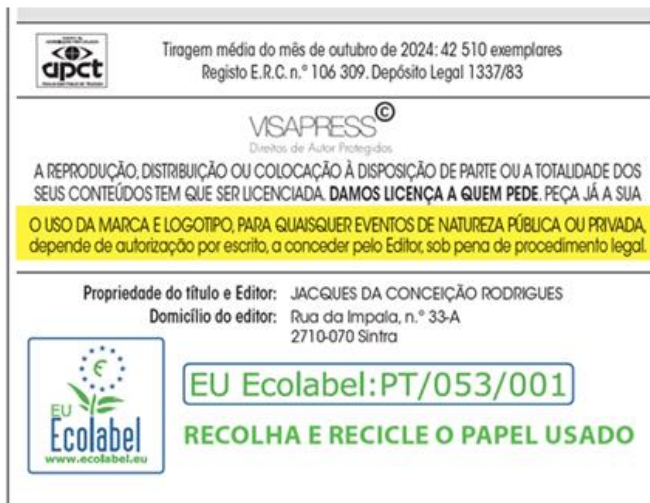 apct
Tiragem média do mês de outubro de 2024: 42 510 exemplares
Registo E.R.C. n.º 106 309. Depósito Legal 1337/83
VISAPRESS©
Direitos de Autor Protegidos
A REPRODUÇÃO, DISTRIBUIÇÃO OU COLOCAÇÃO À DISPOSIÇÃO DE PARTE OU A TOTALIDADE DOS
SEUS CONTEÚDOS TEM QUE SER LICENCIADA. DAMOS LICENÇA A QUEM PEDE. PEÇA JÁ A SUA
O USO DA MARCA E LOGOTIPO, PARA QUAISQUER EVENTOS DE NATUREZA PÚBLICA OU PRIVADA,
depende de autorização por escrito, a conceder pelo Editor, sob pena de procedimento legal.
Propriedade do título e Editor: JACQUES DA CONCEIÇÃO RODRIGUES
Domicílio do editor: Rua da Impala, n.º 33-A
2710-070 Sintra
EU
Ecolabel
www.ecolabel.eu
EU Ecolabel:PT/053/001
RECOLHA E RECICLE O PAPEL USADO